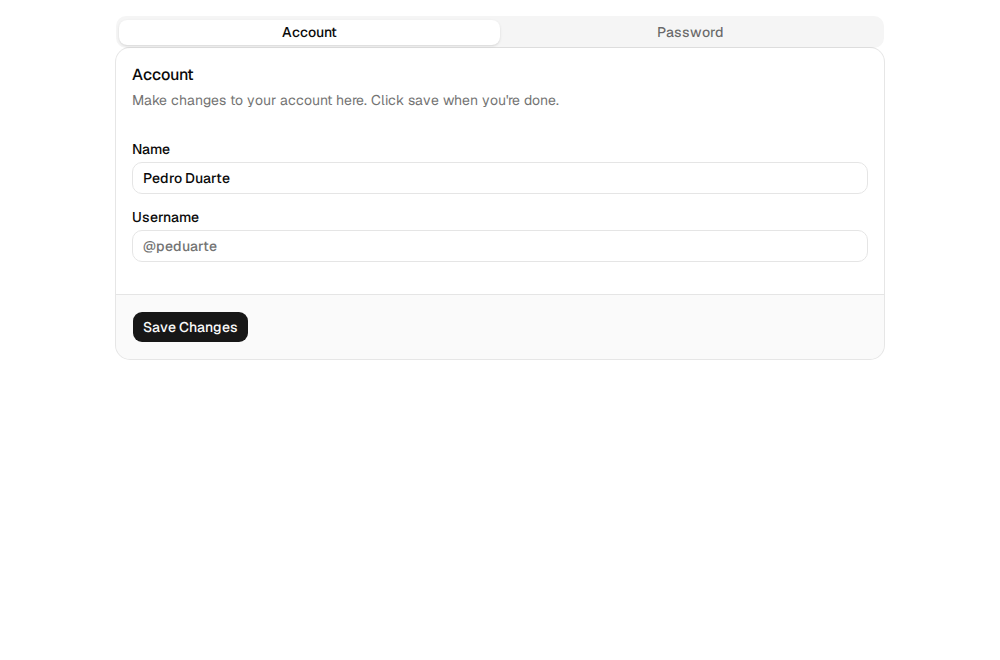 Account
Password
Account
Make changes to your account here. Click save when you're done.
Name
Pedro Duarte
Username
@peduarte
Save Changes